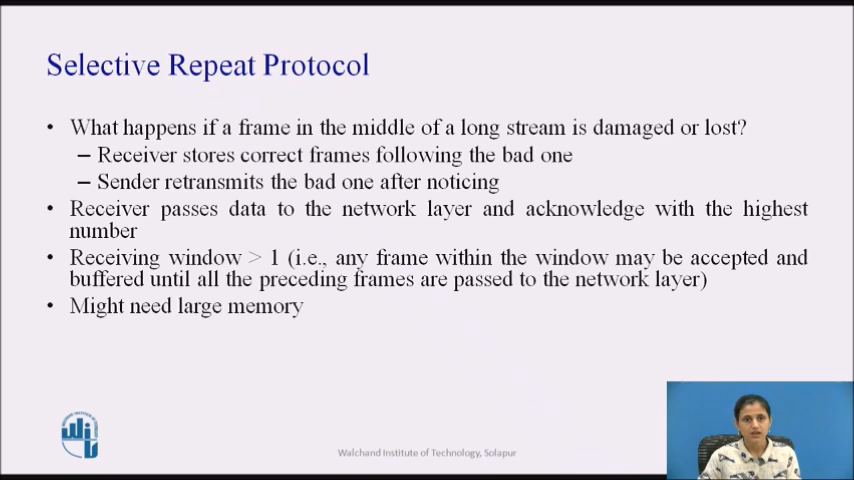 Selective Repeat Protocol
• What happens if a frame in the middle of a long stream is damaged or lost?
– Receiver stores correct frames following the bad one
– Sender retransmits the bad one after noticing
• Receiver passes data to the network layer and acknowledge with the highest
number
• Receiving window > 1 (i.e., any frame within the window may be accepted and
buffered until all the preceding frames are passed to the network layer)
• Might need large memory
Walchand Institute of Technology, Solapur